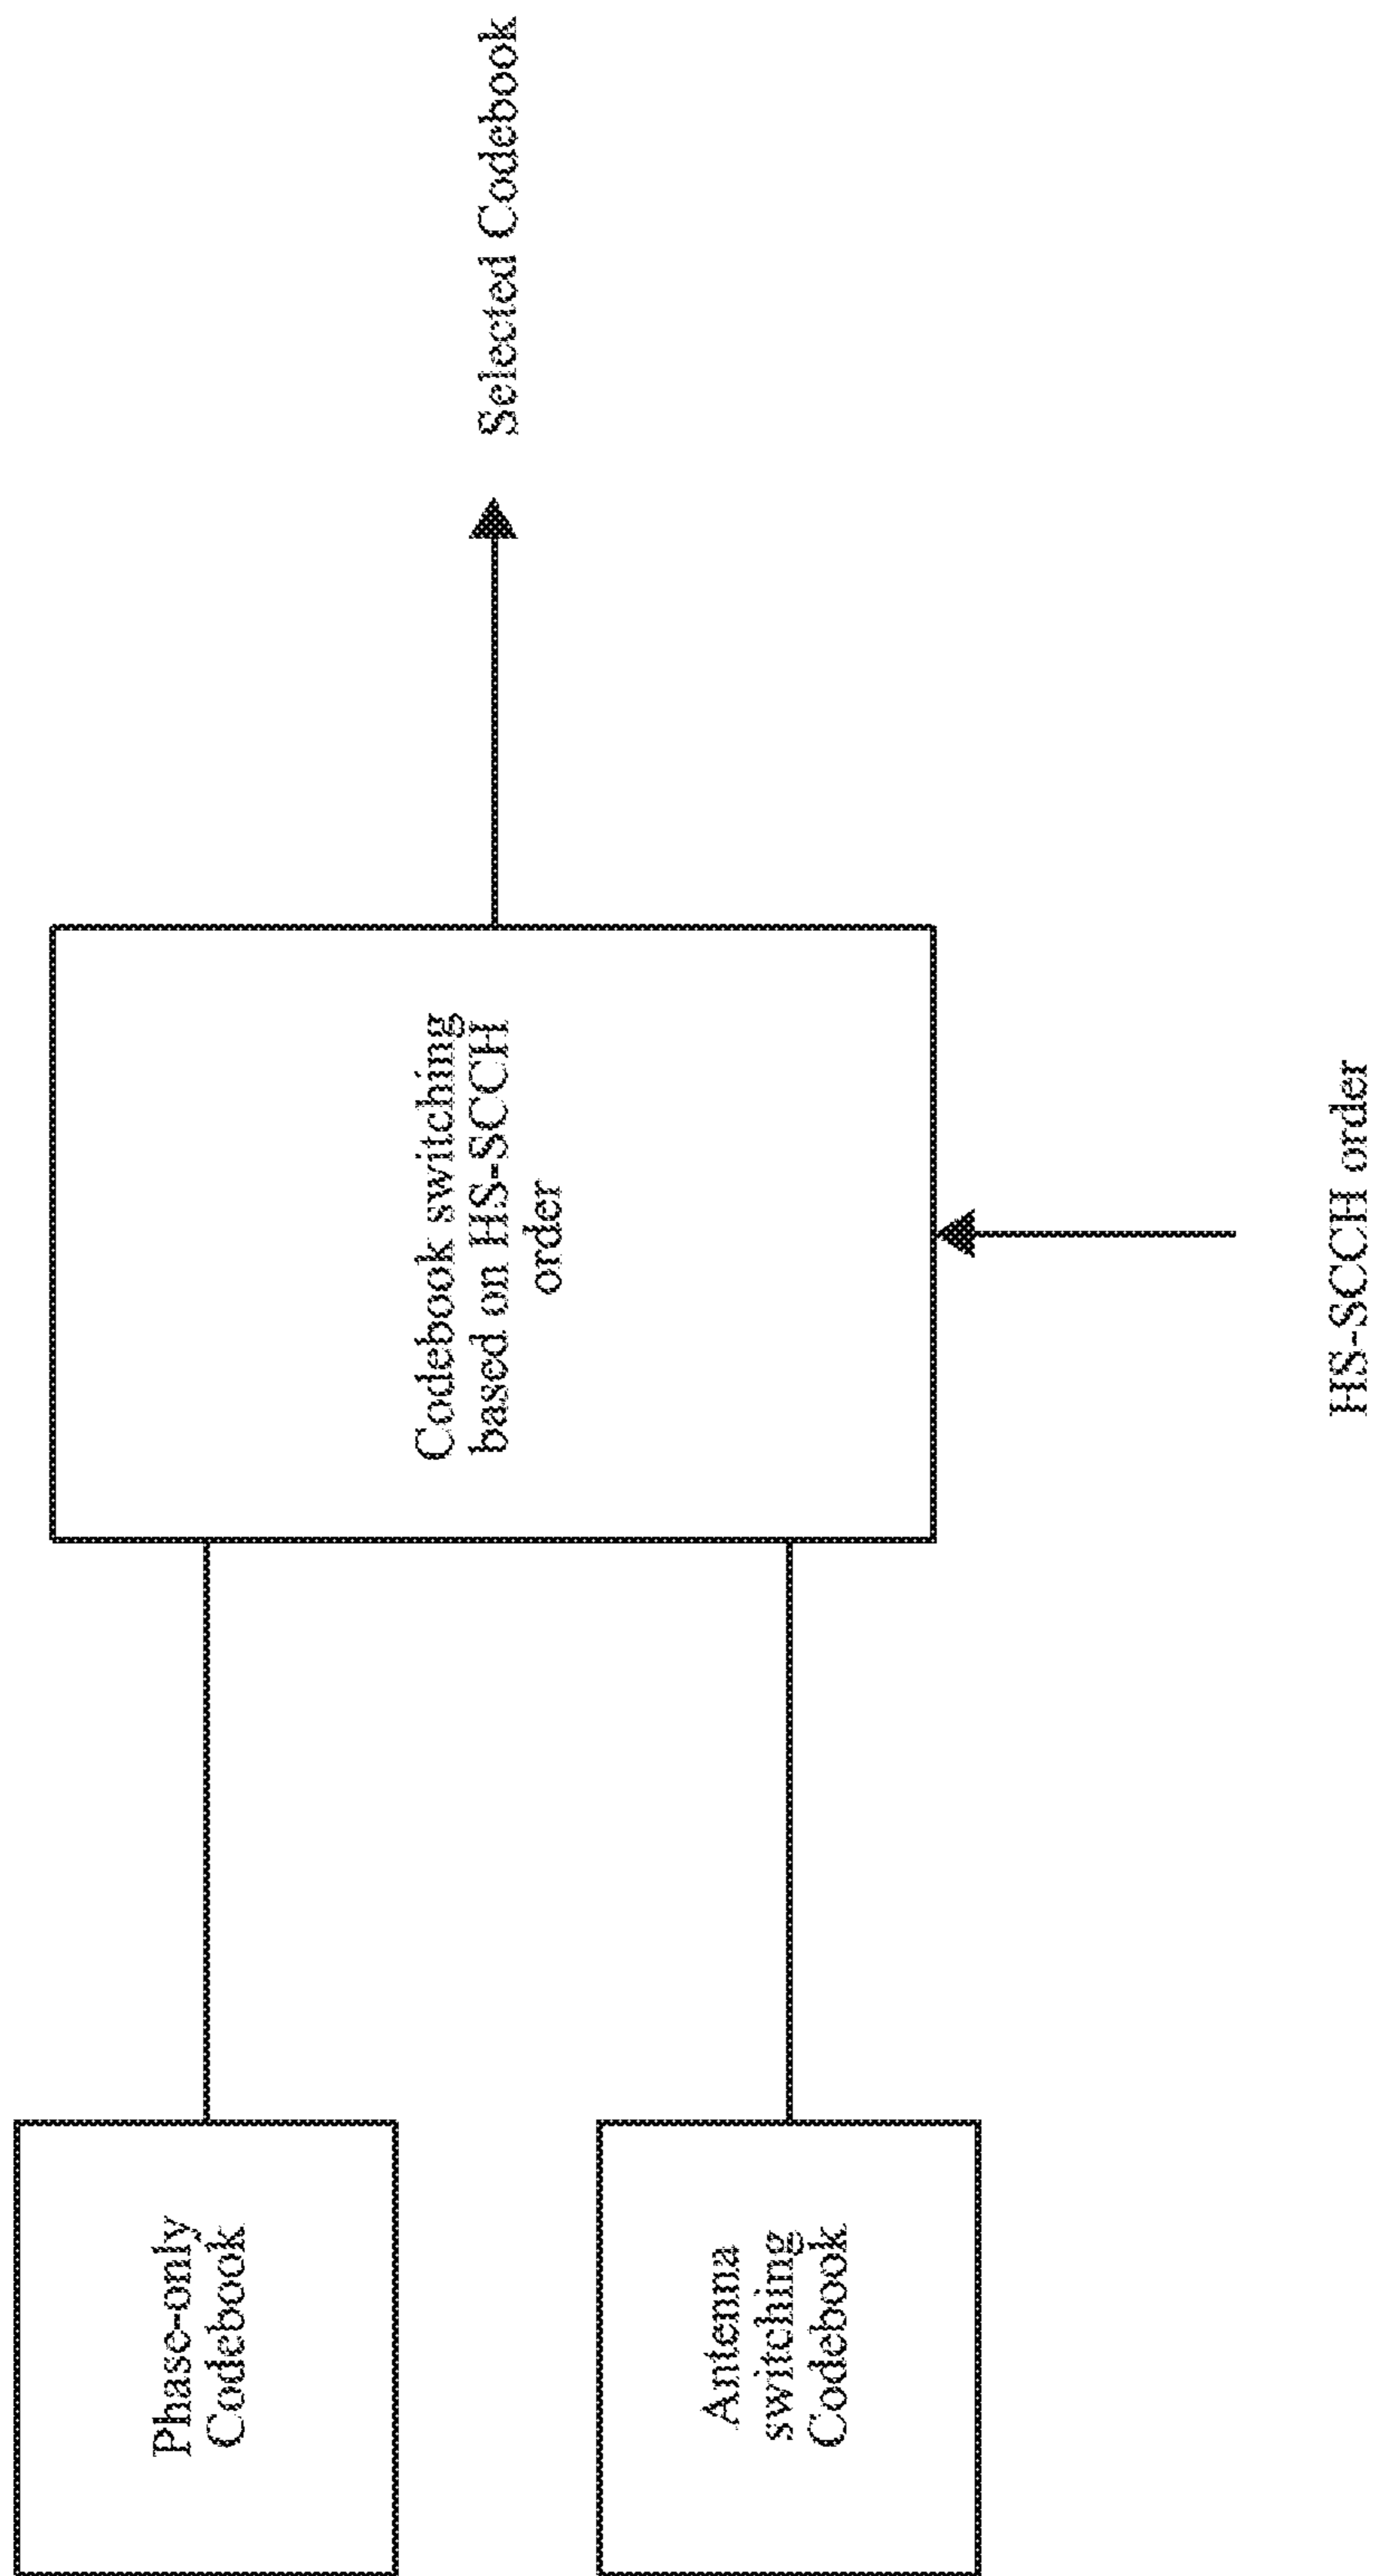 Phase-only
Codebook
Antenna
switching
Codebook
Codebook switching
based on HS-SCCH
order
HS-SCCH order
Selected Codebook